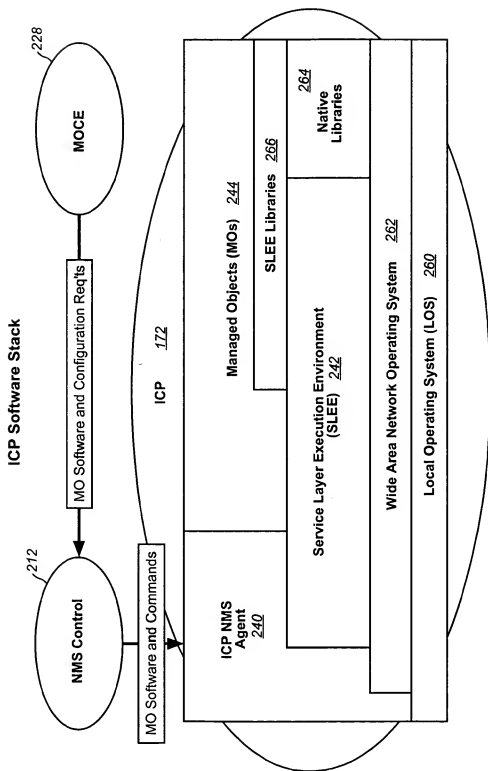 ICP Software Stack
228
MOCE
MO Software and Configuration Req'ts
212
NMS Control
MO Software and Commands
ICP 172
Managed Objects (MOs) 244
SLEE Libraries 266
ICP NMS
Agent
240
Service Layer Execution Environment
(SLEE) 242
Native
Libraries
264
Wide Area Network Operating System 262
Local Operating System (LOS) 260